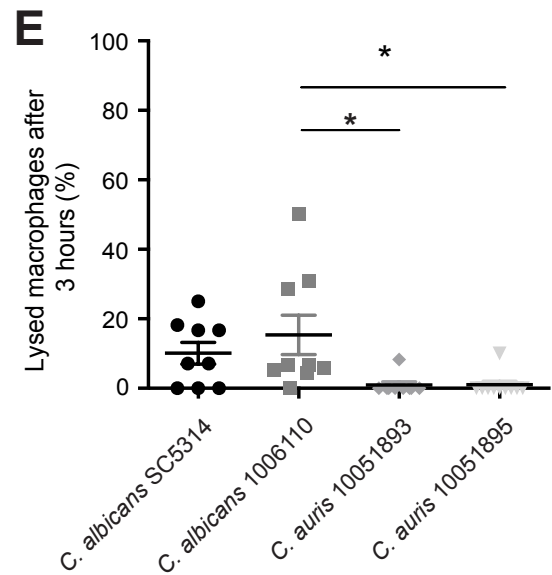 E
Lysed macrophages after
3 hours (%)
100
80
60
40
20
0
*
*
C. albicans SC5314
C. albicans 1006110
C. auris 10051893
C. auris 10051895